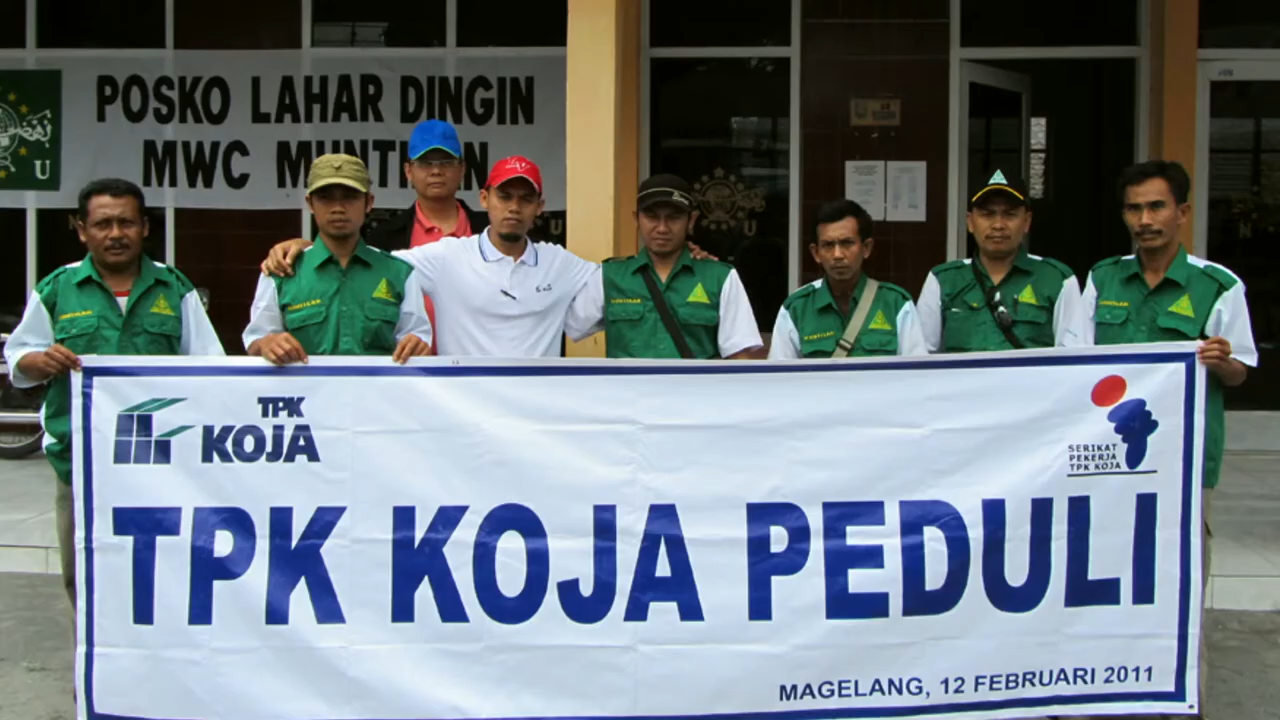 POSKO LAHAR DINGIN
MWC MUNTILAN
U
TPK
KOJA
SERIKAT
PEKERJA
TPK KOJA
TPK KOJA PEDULI
MAGELANG, 12 FEBRUARI 2011